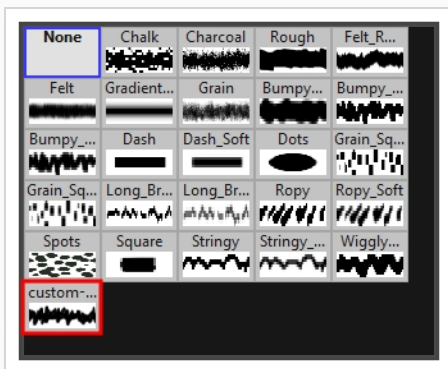 None Chalk Charcoal Rough Felt_R...
Felt Gradient... Grain Bumpy... Bumpy_...
Bumpy_... Dash Dash_Soft Dots Grain_Sq...
Grain_Sq... Long_Br... Long_Br... Ropy Ropy_Soft
Spots Square Stringy Stringy_... Wiggly...
custom-...